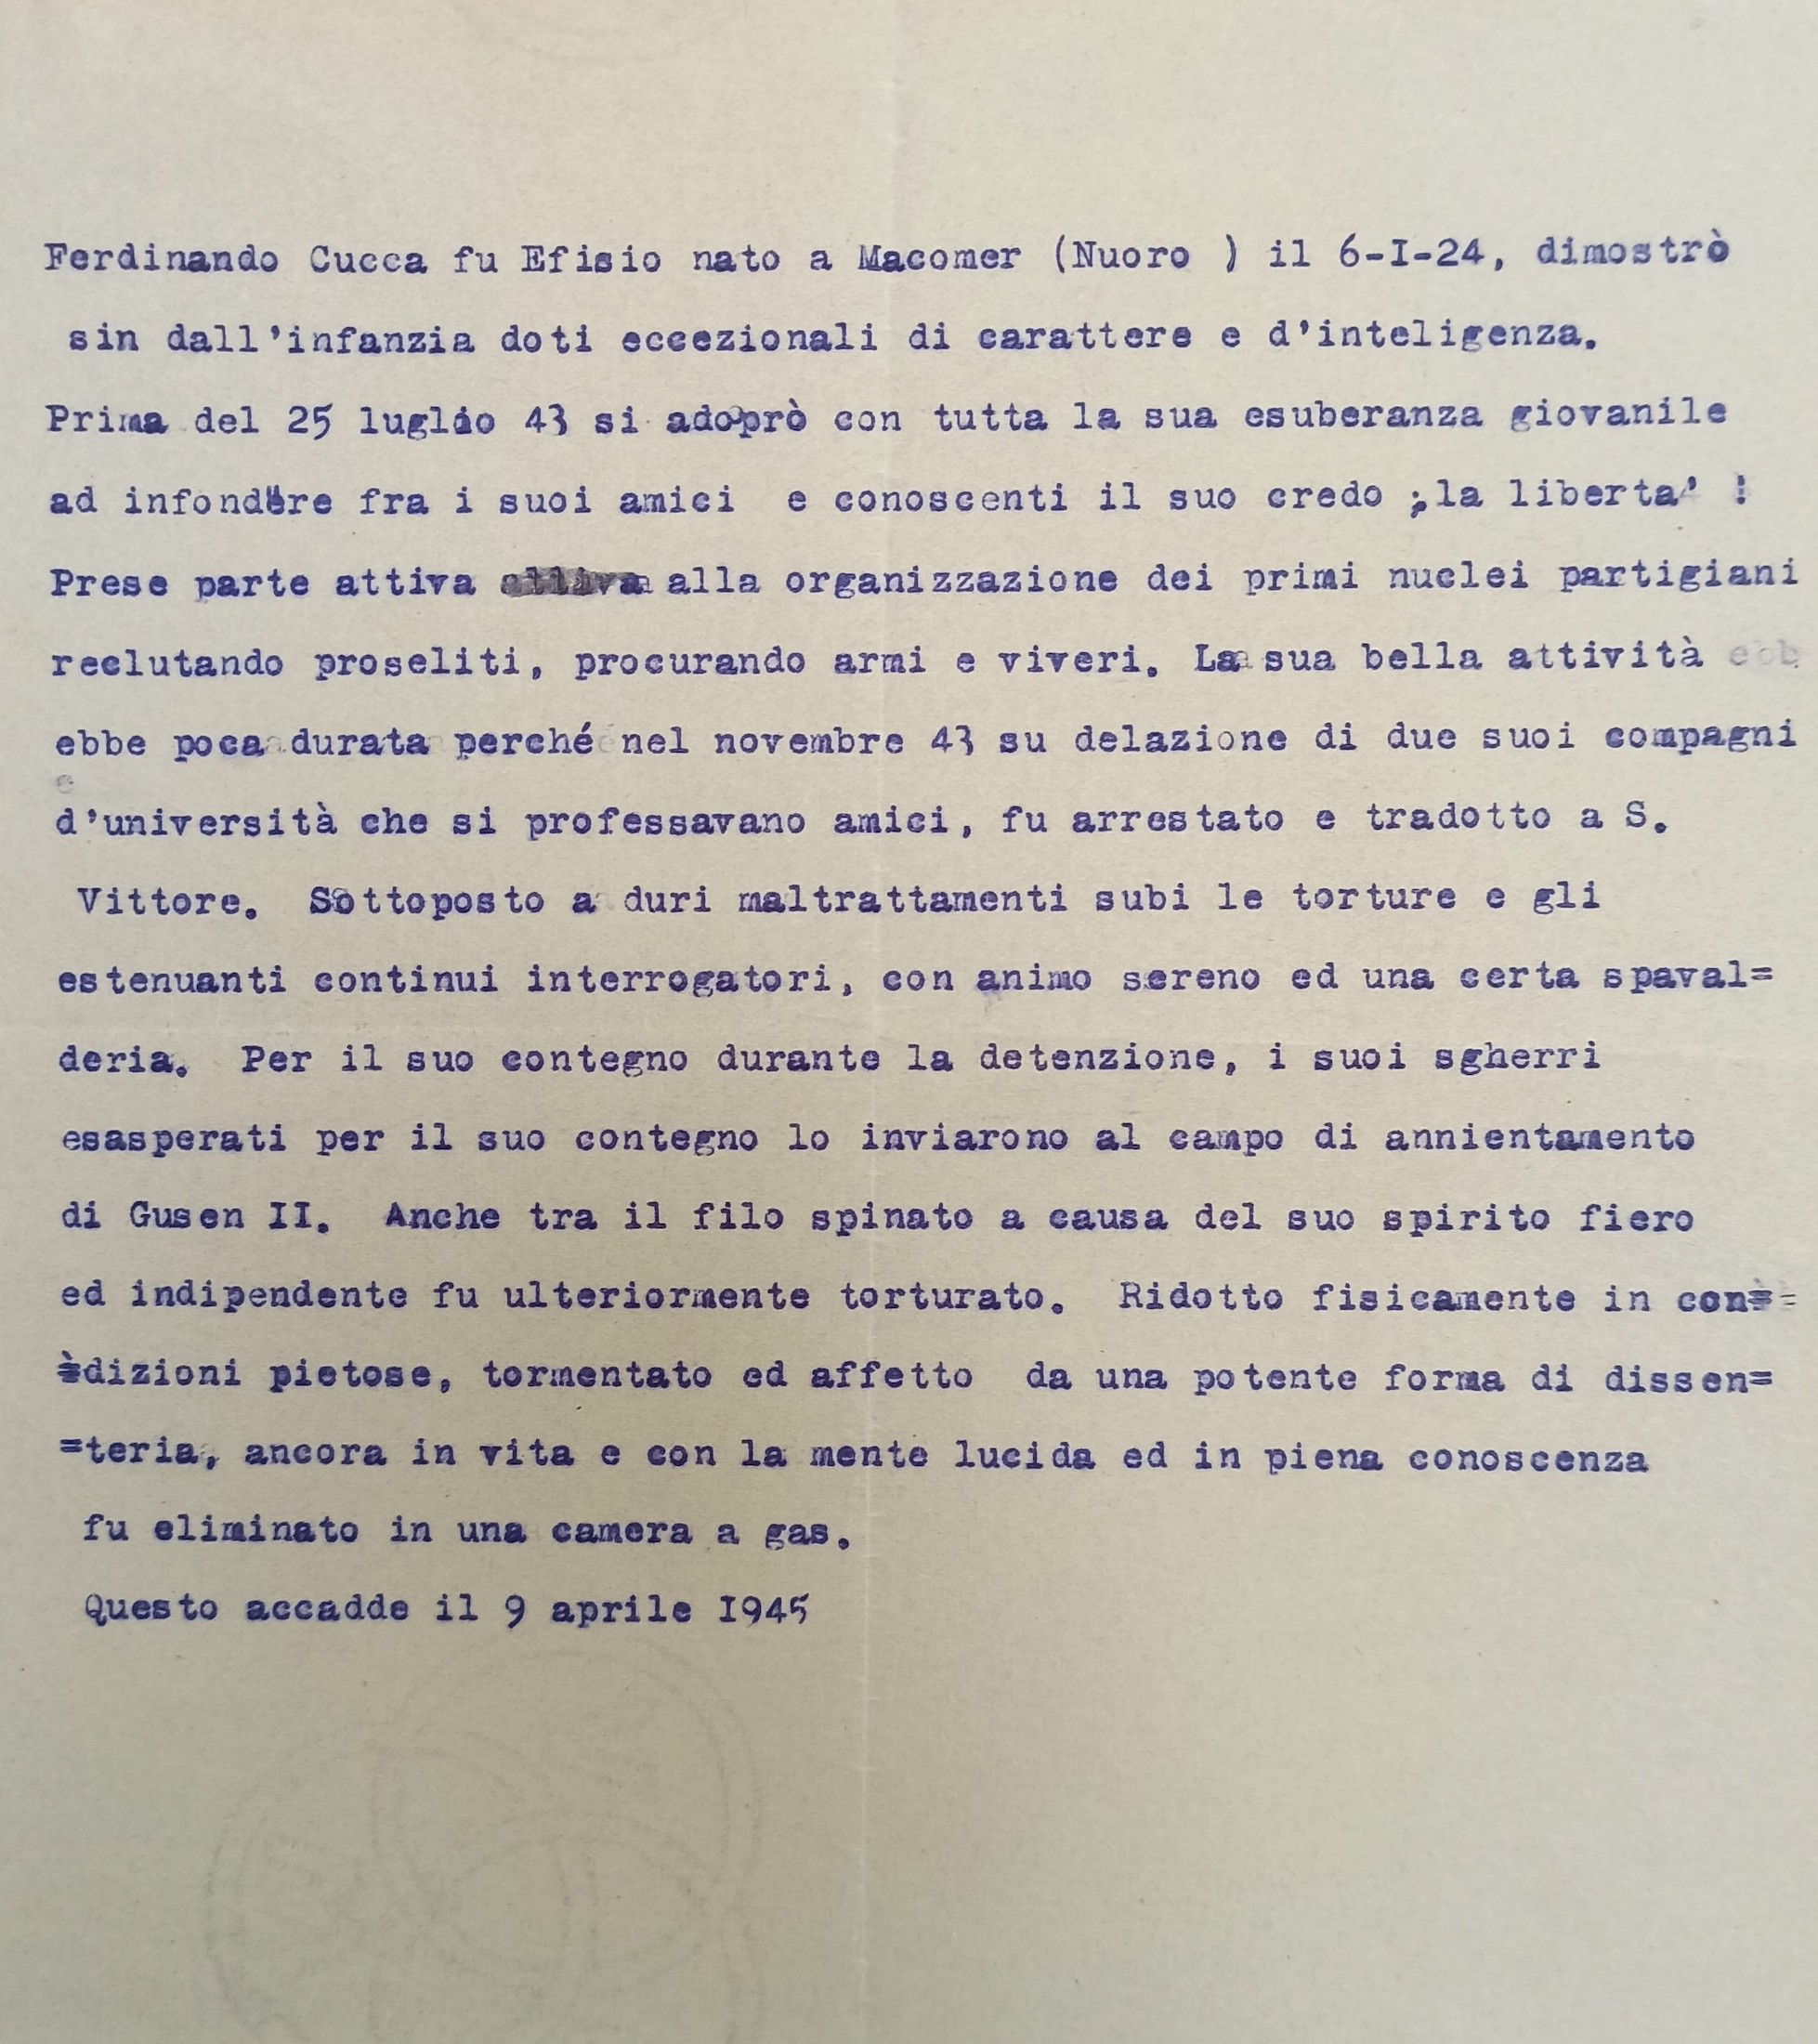 Ferdinando Cucca fu Efisio nato a Macomer (Nuoro ) il 6-I-24, dimostrò
sin dall'infanzia doti eccezionali di carattere e d'inteligenza.
Prima del 25 luglio 43 si adoprò con tutta la sua esuberanza giovanile
ad infondere fra i suoi amici e conoscenti il suo credo ; la liberta' !
Prese parte attiva attiva alla organizzazione dei primi nuclei partigiani
reclutando proseliti, procurando armi e viveri. La sua bella attività ebb
ebbe poca durata perché nel novembre 43 su delazione di due suoi compagni
d'università che si professavano amici, fu arrestato e tradotto a S.
Vittore. Sottoposto a duri maltrattamenti subi le torture e gli
estenuanti continui interrogatori, con animo sereno ed una certa spaval=
deria. Per il suo contegno durante la detenzione, i suoi sgherri
esasperati per il suo contegno lo inviarono al campo di annientamento
di Gusen II. Anche tra il filo spinato a causa del suo spirito fiero
ed indipendente fu ulteriormente torturato. Ridotto fisicamente in con=
=dizioni pietose, tormentato ed affetto da una potente forma di dissen=
=teria, ancora in vita e con la mente lucida ed in piena conoscenza
fu eliminato in una camera a gas.
Questo accadde il 9 aprile I945